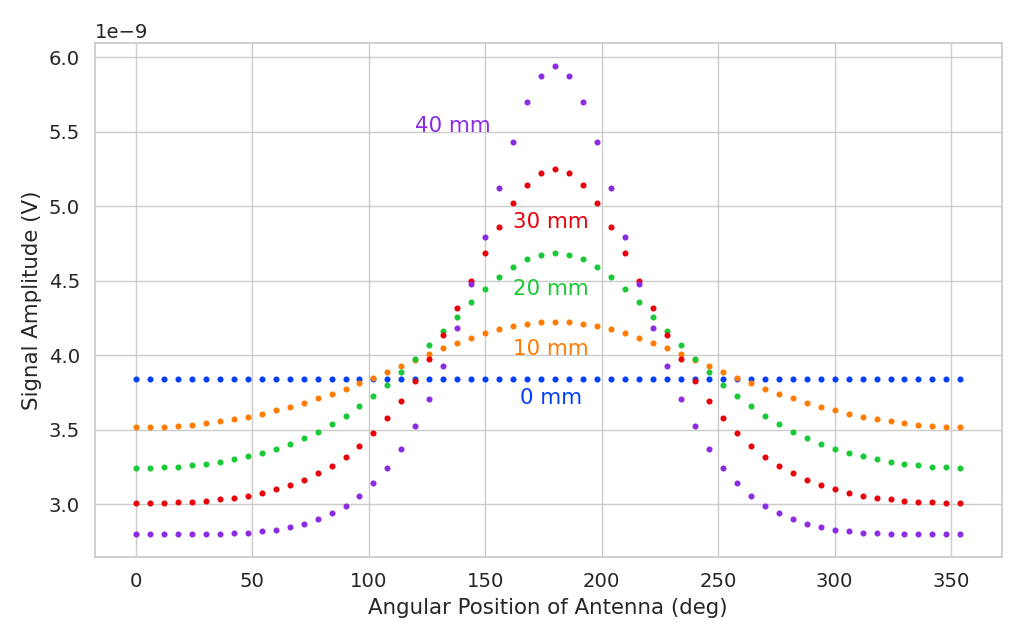 1e−9
6.0
5.5
5.0
4.5
4.0
3.5
3.0
Signal Amplitude (V)
40 mm
30 mm
20 mm
10 mm
0 mm
0 50 100 150 200 250 300 350
Angular Position of Antenna (deg)